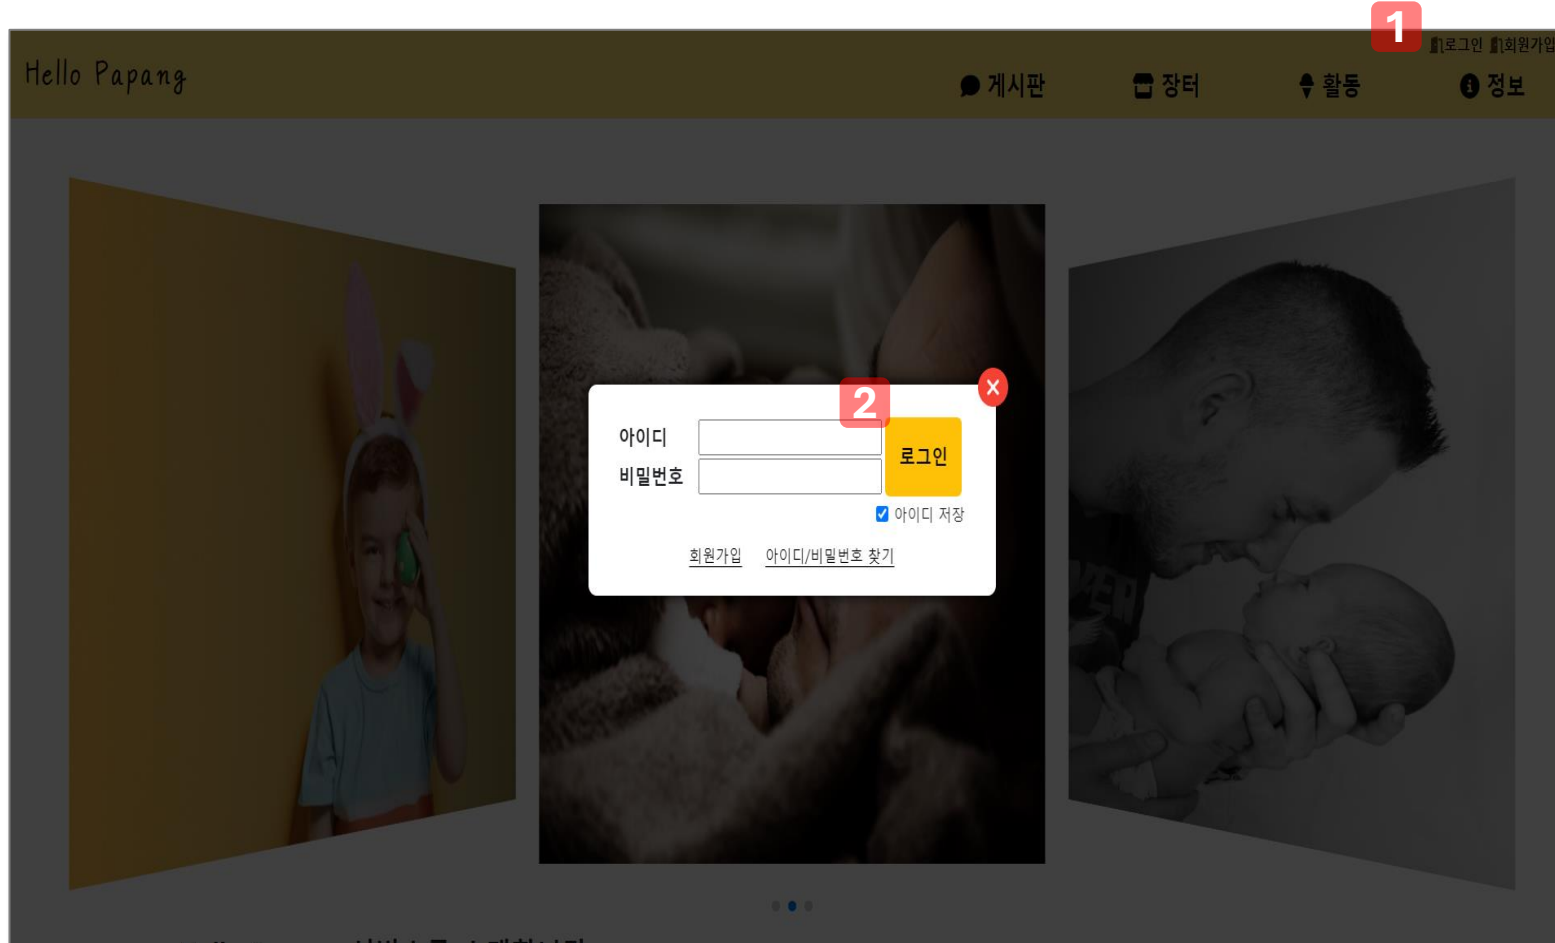 1
로그인 회원가입
Hello Papang
게시판 장터 활동 정보
2
아이디
비밀번호
로그인
아이디 저장
회원가입 아이디/비밀번호 찾기